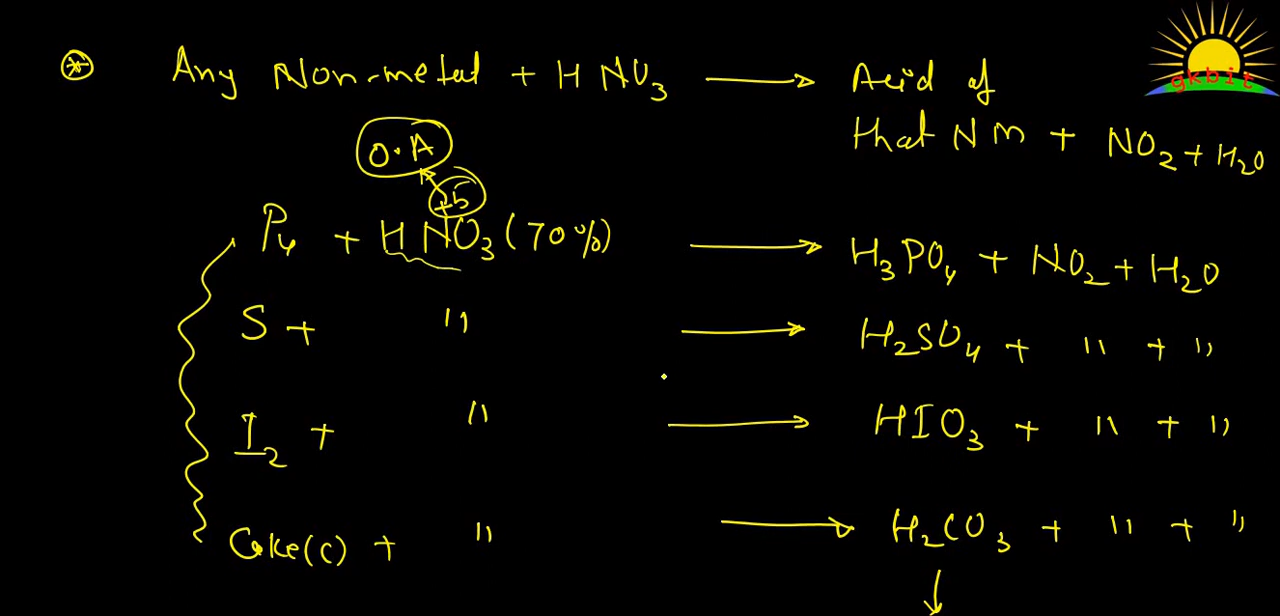 * Any Non-metal + HNO3 ⟶ Acid of
that NM + NO2 + H2O
gkbit
O.A
+5
P4 + HNO3 (70%) ⟶ H3PO4 + NO2 + H2O
S + " ⟶ H2SO4 + " + "
I2 + " ⟶ HIO3 + " + "
Coke(C) + " ⟶ H2CO3 + " + "
↓